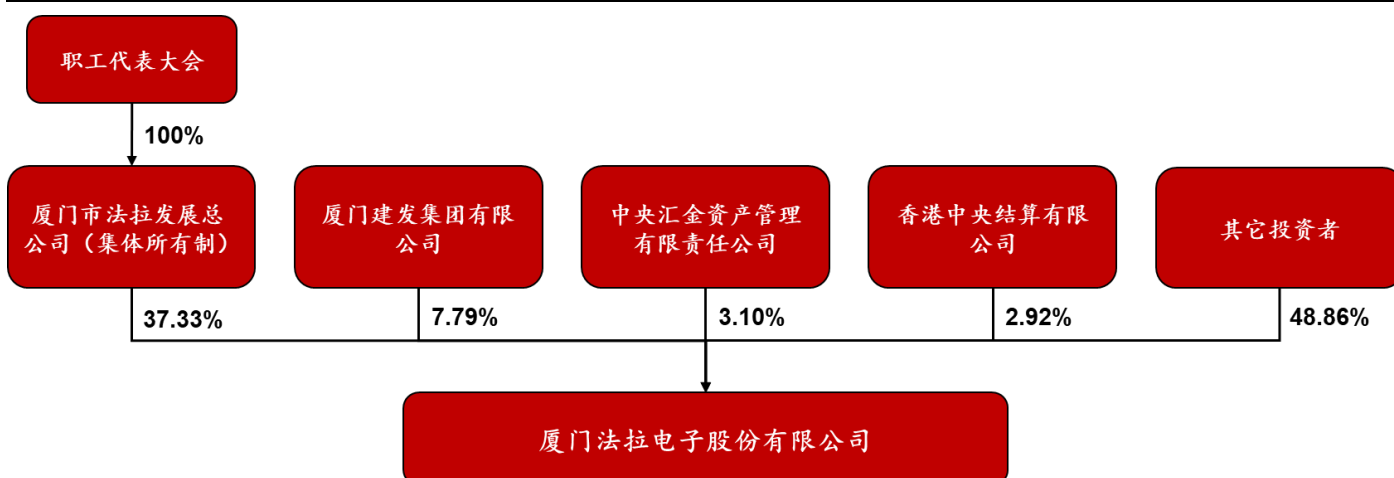 职工代表大会
100%
厦门市法拉发展总
公司（集体所有制）
厦门建发集团有限
公司
中央汇金资产管理
有限责任公司
香港中央结算有限
公司
其它投资者
37.33%
7.79%
3.10%
2.92%
48.86%
厦门法拉电子股份有限公司